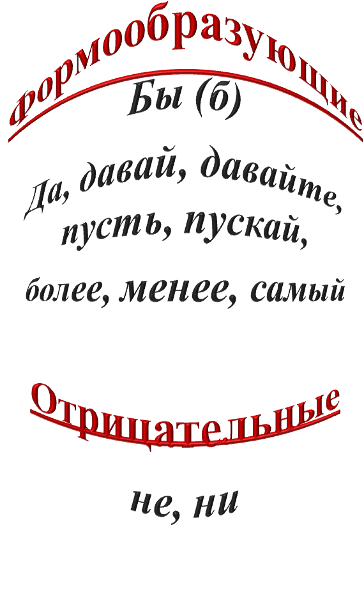 Формообразующие
Бы (б)
Да, давай, давайте,
пусть, пускай,
более, менее, самый
Отрицательные
не, ни